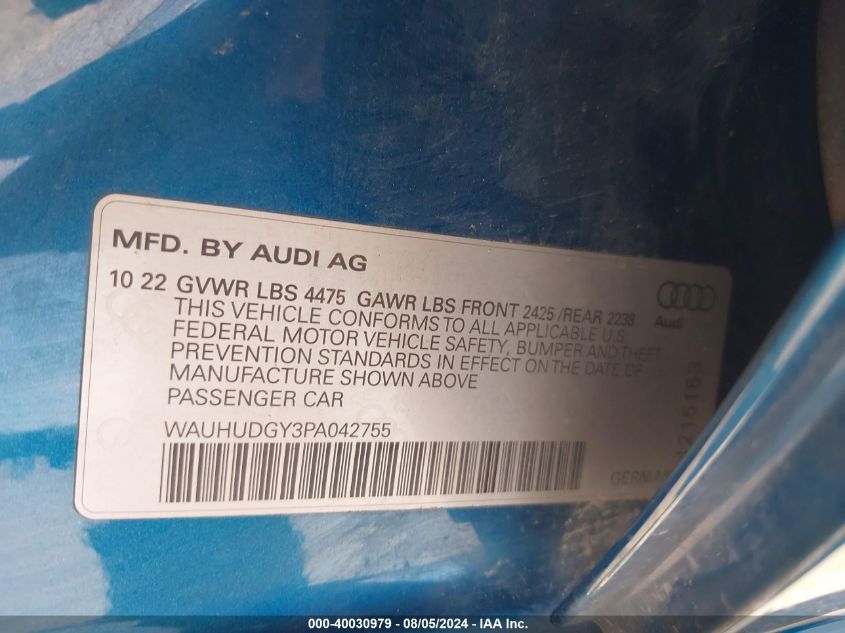 MFD. BY AUDI AG
10 22 GVWR LBS 4475 GAWR LBS FRONT 2425 /REAR 2238
THIS VEHICLE CONFORMS TO ALL APPLICABLE U.S
FEDERAL MOTOR VEHICLE SAFETY, BUMPER AND THEFT
PREVENTION STANDARDS IN EFFECT ON THE DATE OF
MANUFACTURE SHOWN ABOVE
PASSENGER CAR
WAUHUDGY3PA042755
Audi
1215183
000-40030979 - 08/05/2024 - IAA Inc.